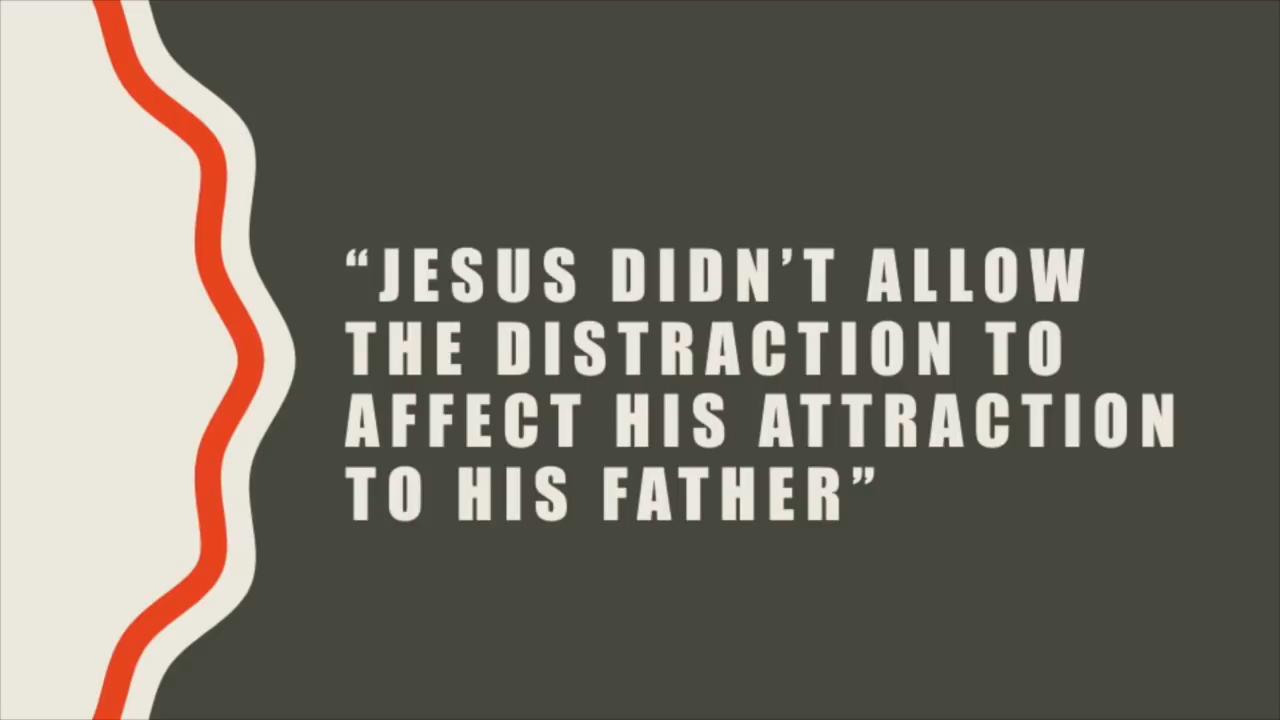 “JESUS DIDN’T ALLOW
THE DISTRACTION TO
AFFECT HIS ATTRACTION
TO HIS FATHER”